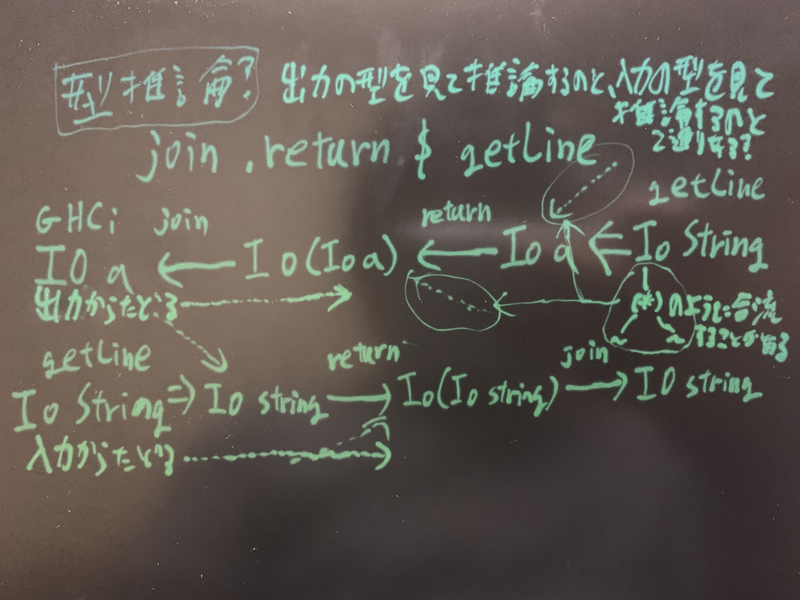 型推論?
出力の型を見て推論するのと、入力の型を見て
推論するのと
で違りなる?
join . return $ getLine
getLine
GHCi join return
IO a ← Io(Io a) ← Io a ⇐ Io String
出力からたどる
(*)のように合流
a a することがある
getLine return join
Io String ⇒ Io string → Io(Io string) → IO string
入力からたどる